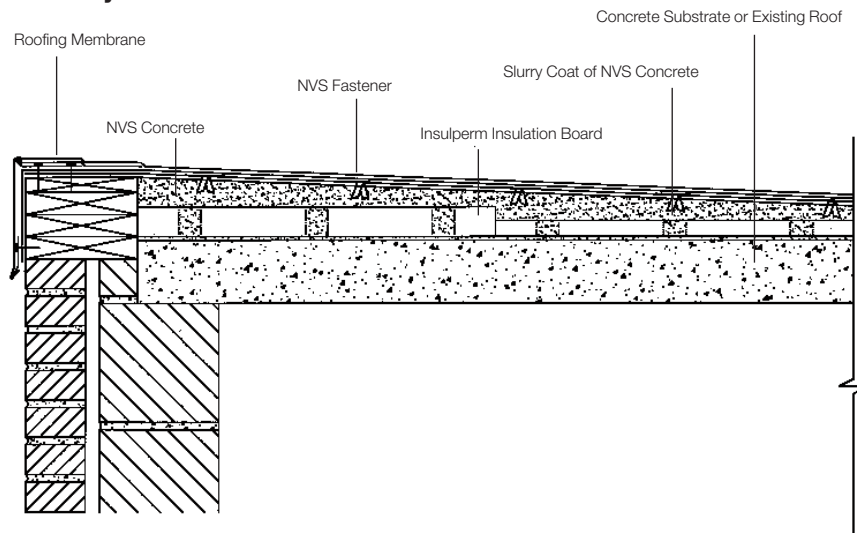 Concrete Substrate or Existing Roof
Roofing Membrane
Slurry Coat of NVS Concrete
NVS Fastener
NVS Concrete
Insulperm Insulation Board